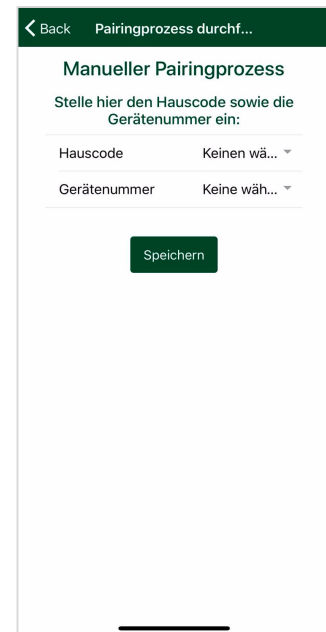 Back Pairingprozess durchf...
Manueller Pairingprozess
Stelle hier den Hauscode sowie die
Gerätenummer ein:
Hauscode Keinen wä...
Gerätenummer Keine wäh...
Speichern